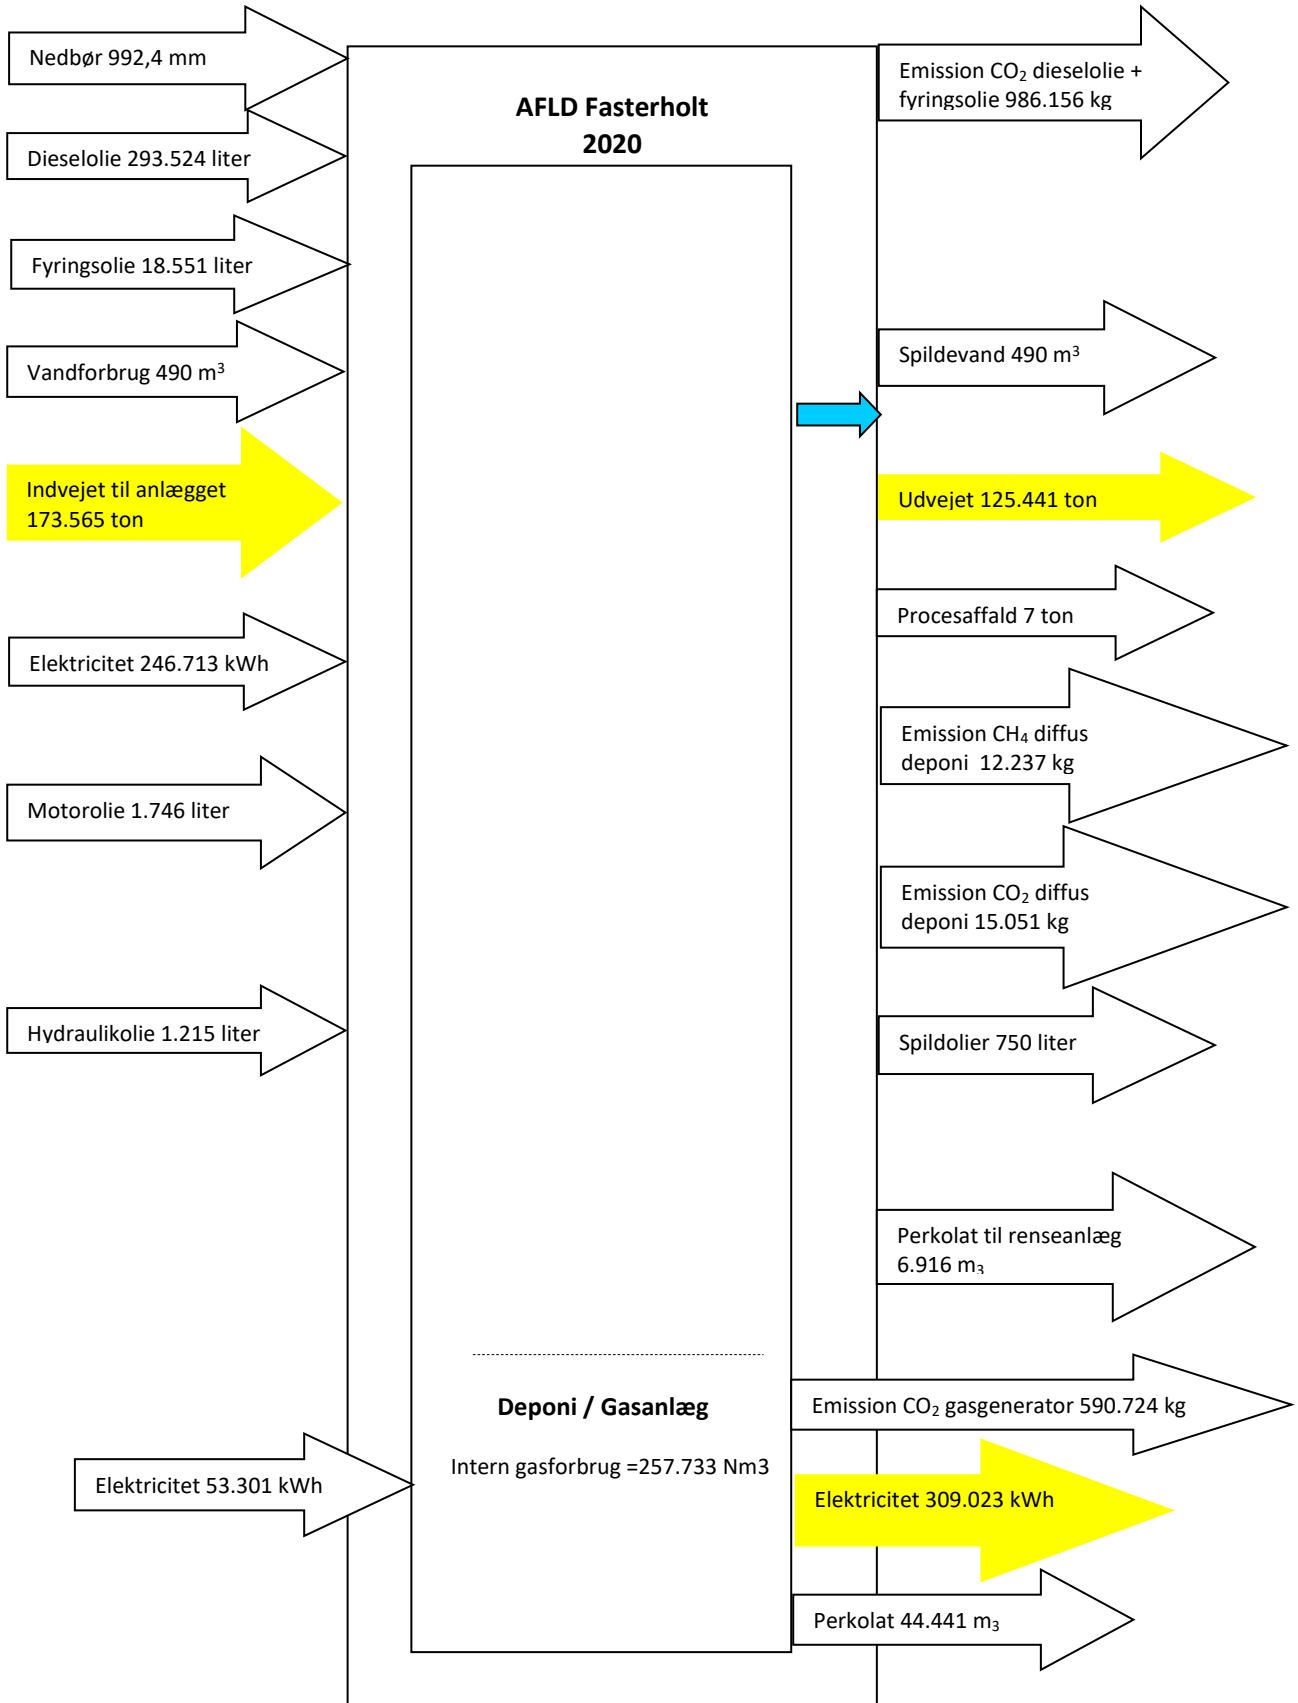 Nedbør 992,4 mm
Dieselolie 293.524 liter
Fyringsolie 18.551 liter
Vandforbrug 490 m³
Indvejet til anlægget
173.565 ton
Elektricitet 246.713 kWh
Motorolie 1.746 liter
Hydraulikolie 1.215 liter
Elektricitet 53.301 kWh
AFLD Fasterholt
2020
Deponi / Gasanlæg
Intern gasforbrug =257.733 Nm3
Emission CO₂ dieselolie +
fyringsolie 986.156 kg
Spildevand 490 m³
Udvejet 125.441 ton
Procesaffald 7 ton
Emission CH₄ diffus
deponi 12.237 kg
Emission CO₂ diffus
deponi 15.051 kg
Spildolier 750 liter
Perkolat til renseanlæg
6.916 m₃
Emission CO₂ gasgenerator 590.724 kg
Elektricitet 309.023 kWh
Perkolat 44.441 m₃